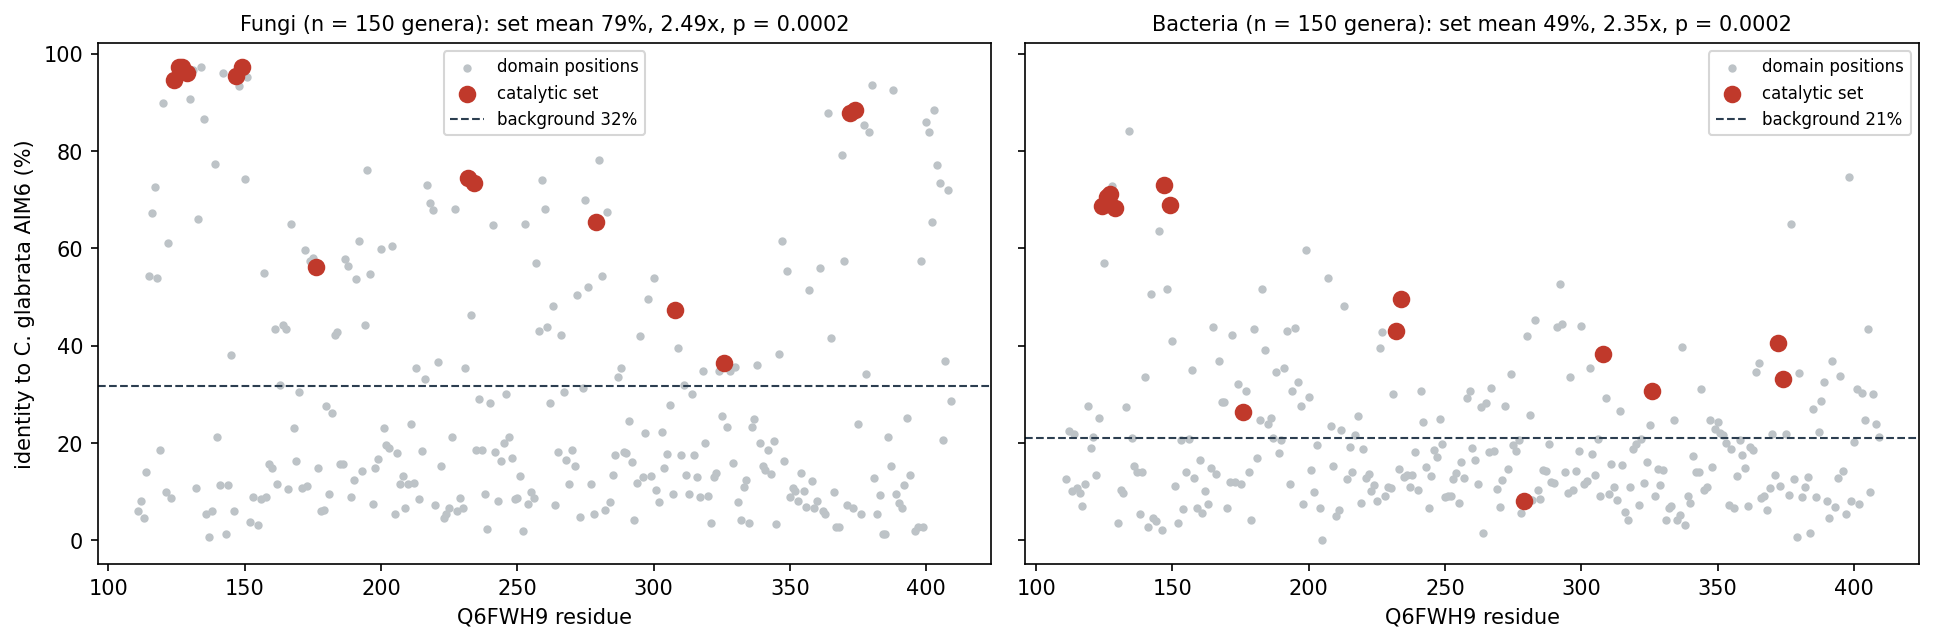 Fungi (n = 150 genera): set mean 79%, 2.49x, p = 0.0002
domain positions
catalytic set
background 32%
identity to C. glabrata AIM6 (%)
100
80
60
40
20
0
100
150
200
250
300
350
400
Q6FWH9 residue
Bacteria (n = 150 genera): set mean 49%, 2.35x, p = 0.0002
domain positions
catalytic set
background 21%
100
150
200
250
300
350
400
Q6FWH9 residue